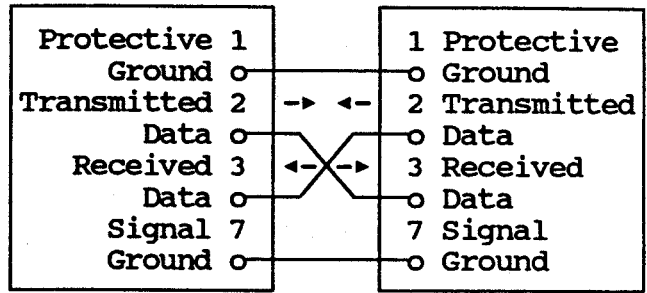 Protective 1 1 Protective
Ground Ground
Transmitted 2 2 Transmitted
Data Data
Received 3 3 Received
Data Data
Signal 7 7 Signal
Ground Ground